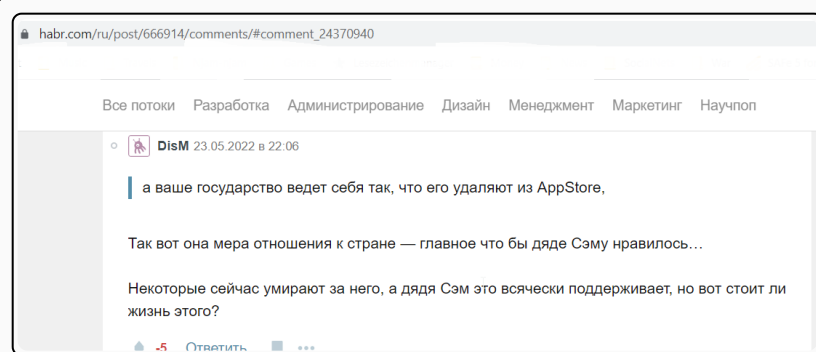 habr.com/ru/post/666914/comments/#comment_24370940
Все потоки Разработка Администрирование Дизайн Менеджмент Маркетинг Научпоп
DisM 23.05.2022 в 22:06
а ваше государство ведет себя так, что его удаляют из AppStore,
Так вот она мера отношения к стране — главное что бы дяде Сэму нравилось…
Некоторые сейчас умирают за него, а дядя Сэм это всячески поддерживает, но вот стоит ли
жизнь этого?
-5 Ответить